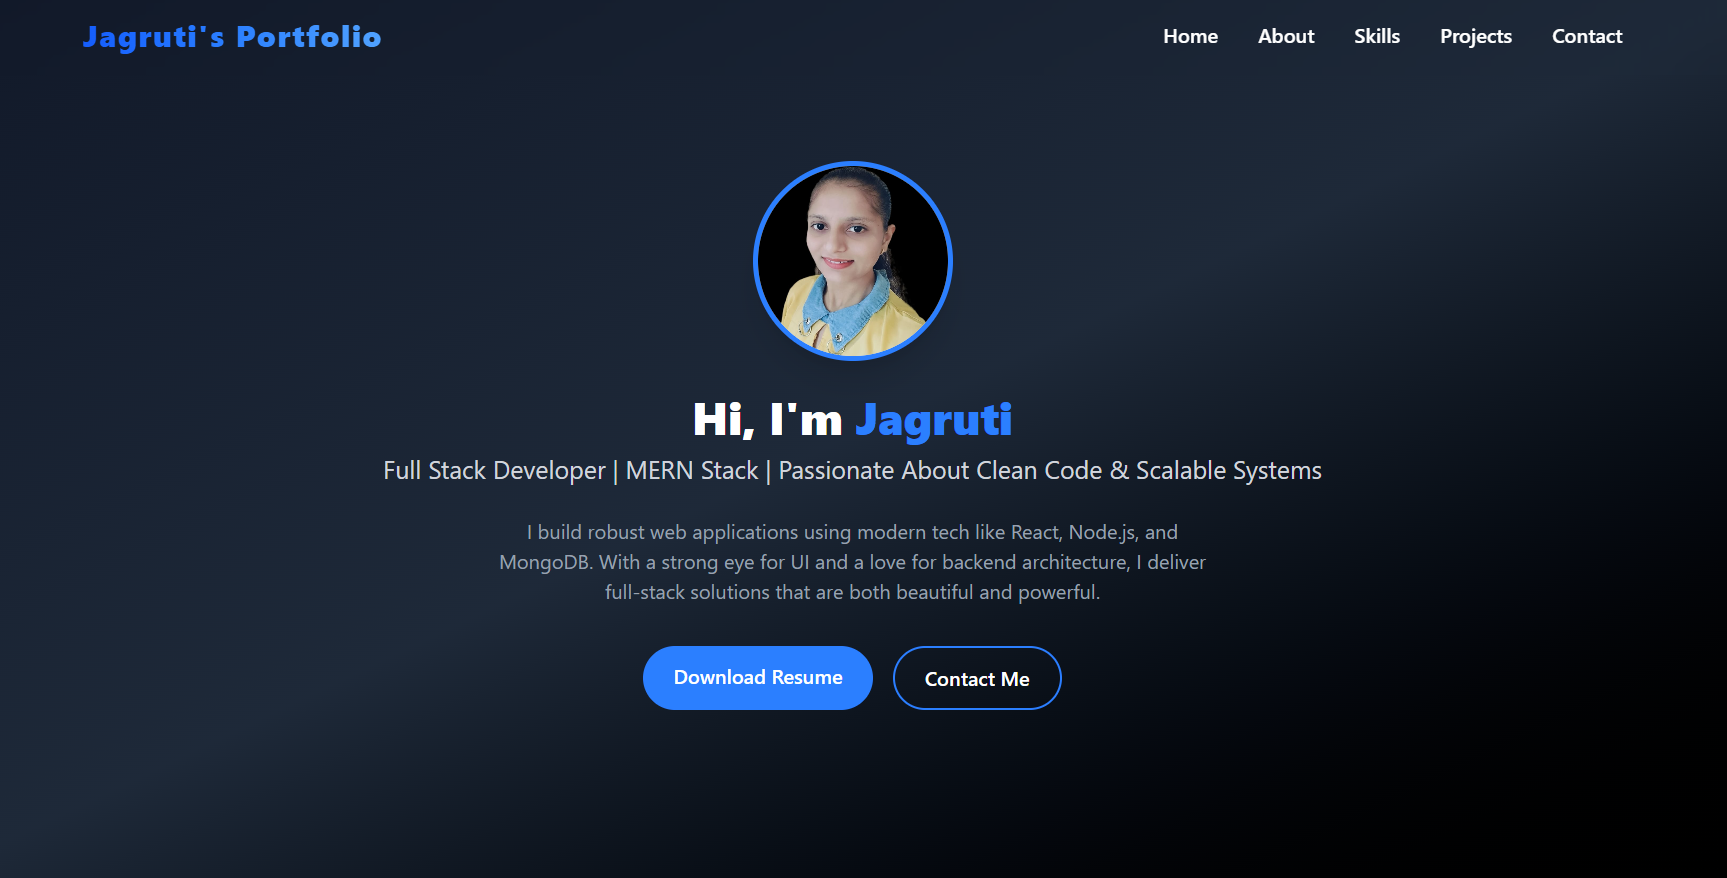 Jagruti's Portfolio
Home About Skills Projects Contact
Hi, I'm Jagruti
Full Stack Developer | MERN Stack | Passionate About Clean Code & Scalable Systems
I build robust web applications using modern tech like React, Node.js, and
MongoDB. With a strong eye for UI and a love for backend architecture, I deliver
full-stack solutions that are both beautiful and powerful.
Download Resume
Contact Me